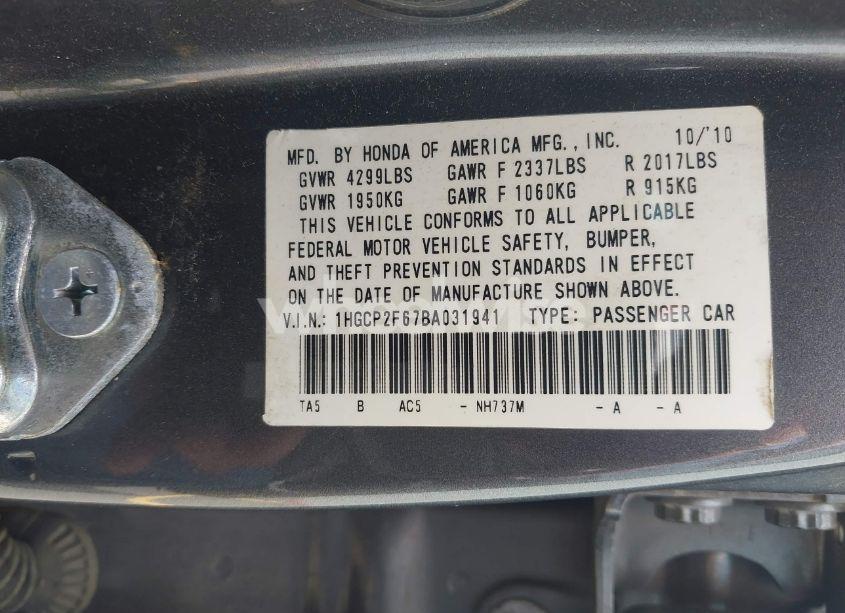 MFD. BY HONDA OF AMERICA MFG., INC. 10/'10
GVWR 4299LBS GAWR F 2337LBS R 2017LBS
GVWR 1950KG GAWR F 1060KG R 915KG
THIS VEHICLE CONFORMS TO ALL APPLICABLE
FEDERAL MOTOR VEHICLE SAFETY, BUMPER,
AND THEFT PREVENTION STANDARDS IN EFFECT
ON THE DATE OF MANUFACTURE SHOWN ABOVE.
V.I.N.: 1HGCP2F67BA031941 TYPE: PASSENGER CAR
TA5 B AC5 - NH737M - A - A